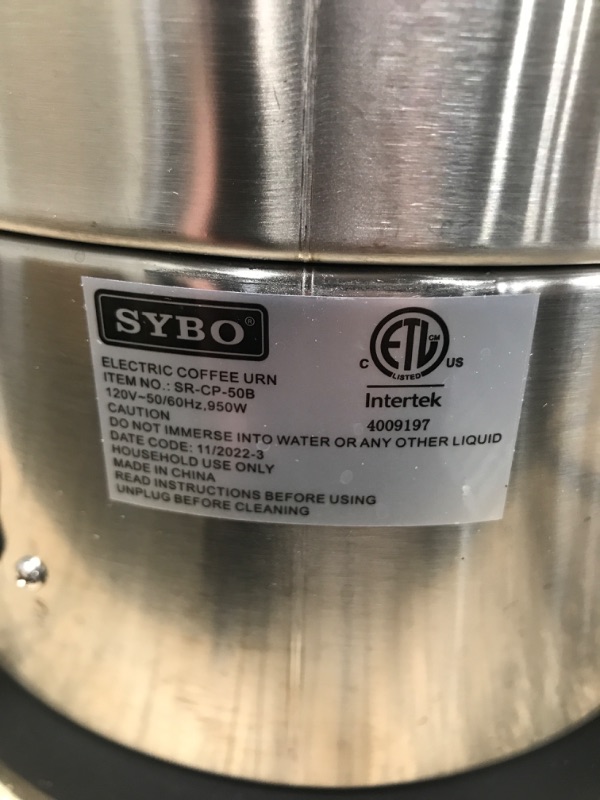 SYBO®
ELECTRIC COFFEE URN
ITEM NO.: SR-CP-50B
120V~50/60Hz,950W
CAUTION
DO NOT IMMERSE INTO WATER OR ANY OTHER LIQUID
DATE CODE: 11/2022-3
HOUSEHOLD USE ONLY
MADE IN CHINA
READ INSTRUCTIONS BEFORE USING
UNPLUG BEFORE CLEANING
ETL CM
LISTED
C US
Intertek
4009197